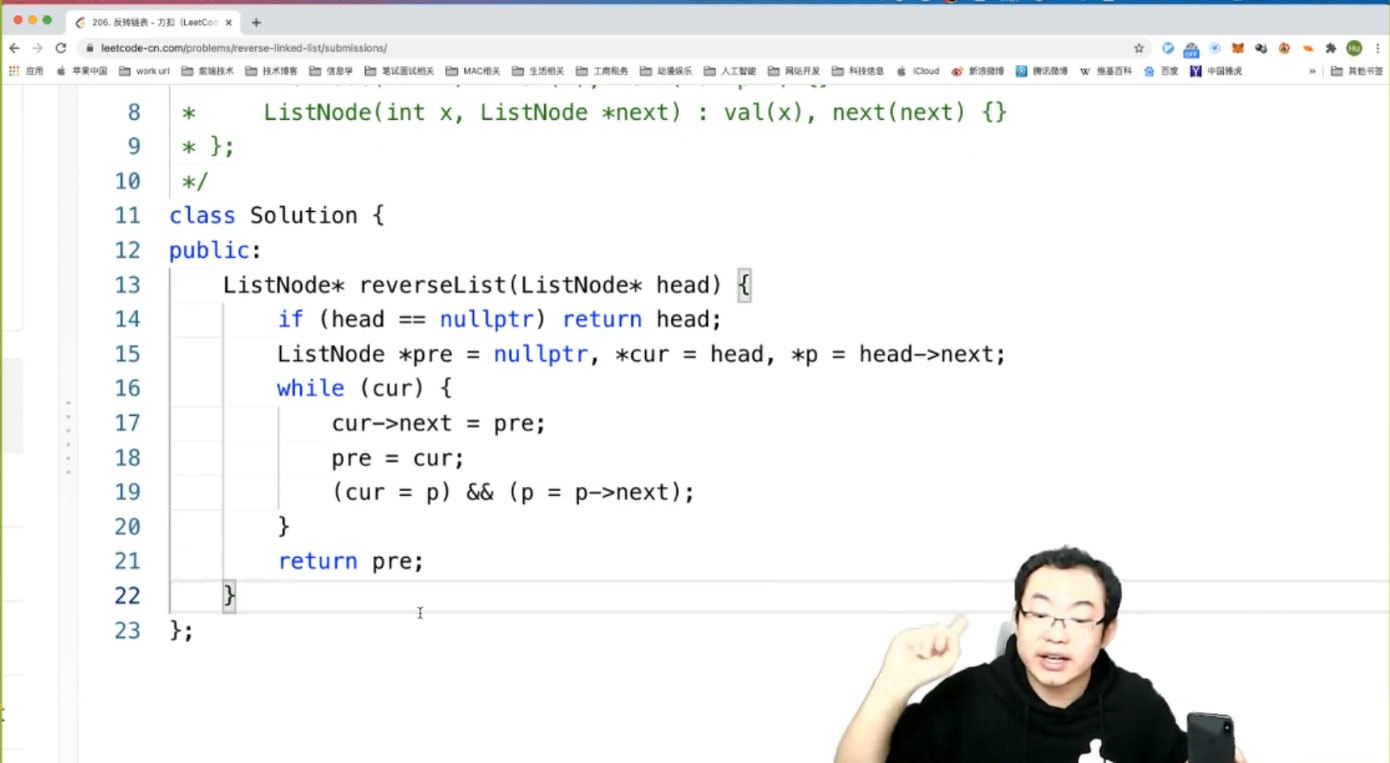 206. 反转链表 - 力扣（LeetCo
leetcode-cn.com/problems/reverse-linked-list/submissions/
OFF
Hu
应用 苹果中国 work url 前端技术 技术博客 信息学 笔试面试相关 MAC相关 生活相关 工商税务 动漫娱乐 人工智能 网站开发 科技信息 iCloud 新浪微博 腾讯微博 维基百科 百度 中国雅虎 » 其他书签
8 * ListNode(int x, ListNode *next) : val(x), next(next) {}
9 * };
10 */
11 class Solution {
12 public:
13 ListNode* reverseList(ListNode* head) {
14 if (head == nullptr) return head;
15 ListNode *pre = nullptr, *cur = head, *p = head->next;
16 while (cur) {
17 cur->next = pre;
18 pre = cur;
19 (cur = p) && (p = p->next);
20 }
21 return pre;
22 }
23 };